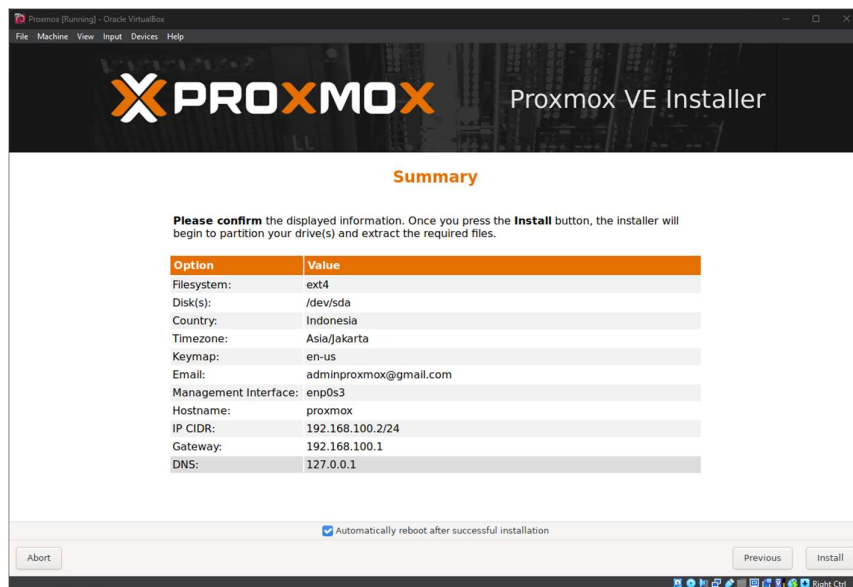 Proxmox [Running] - Oracle VirtualBox
File Machine View Input Devices Help
PROXMOX
Proxmox VE Installer
Summary
Please confirm the displayed information. Once you press the Install button, the installer will
begin to partition your drive(s) and extract the required files.
Option Value
Filesystem: ext4
Disk(s): /dev/sda
Country: Indonesia
Timezone: Asia/Jakarta
Keymap: en-us
Email: adminproxmox@gmail.com
Management Interface: enp0s3
Hostname: proxmox
IP CIDR: 192.168.100.2/24
Gateway: 192.168.100.1
DNS: 127.0.0.1
Automatically reboot after successful installation
Abort Previous Install
Right Ctrl